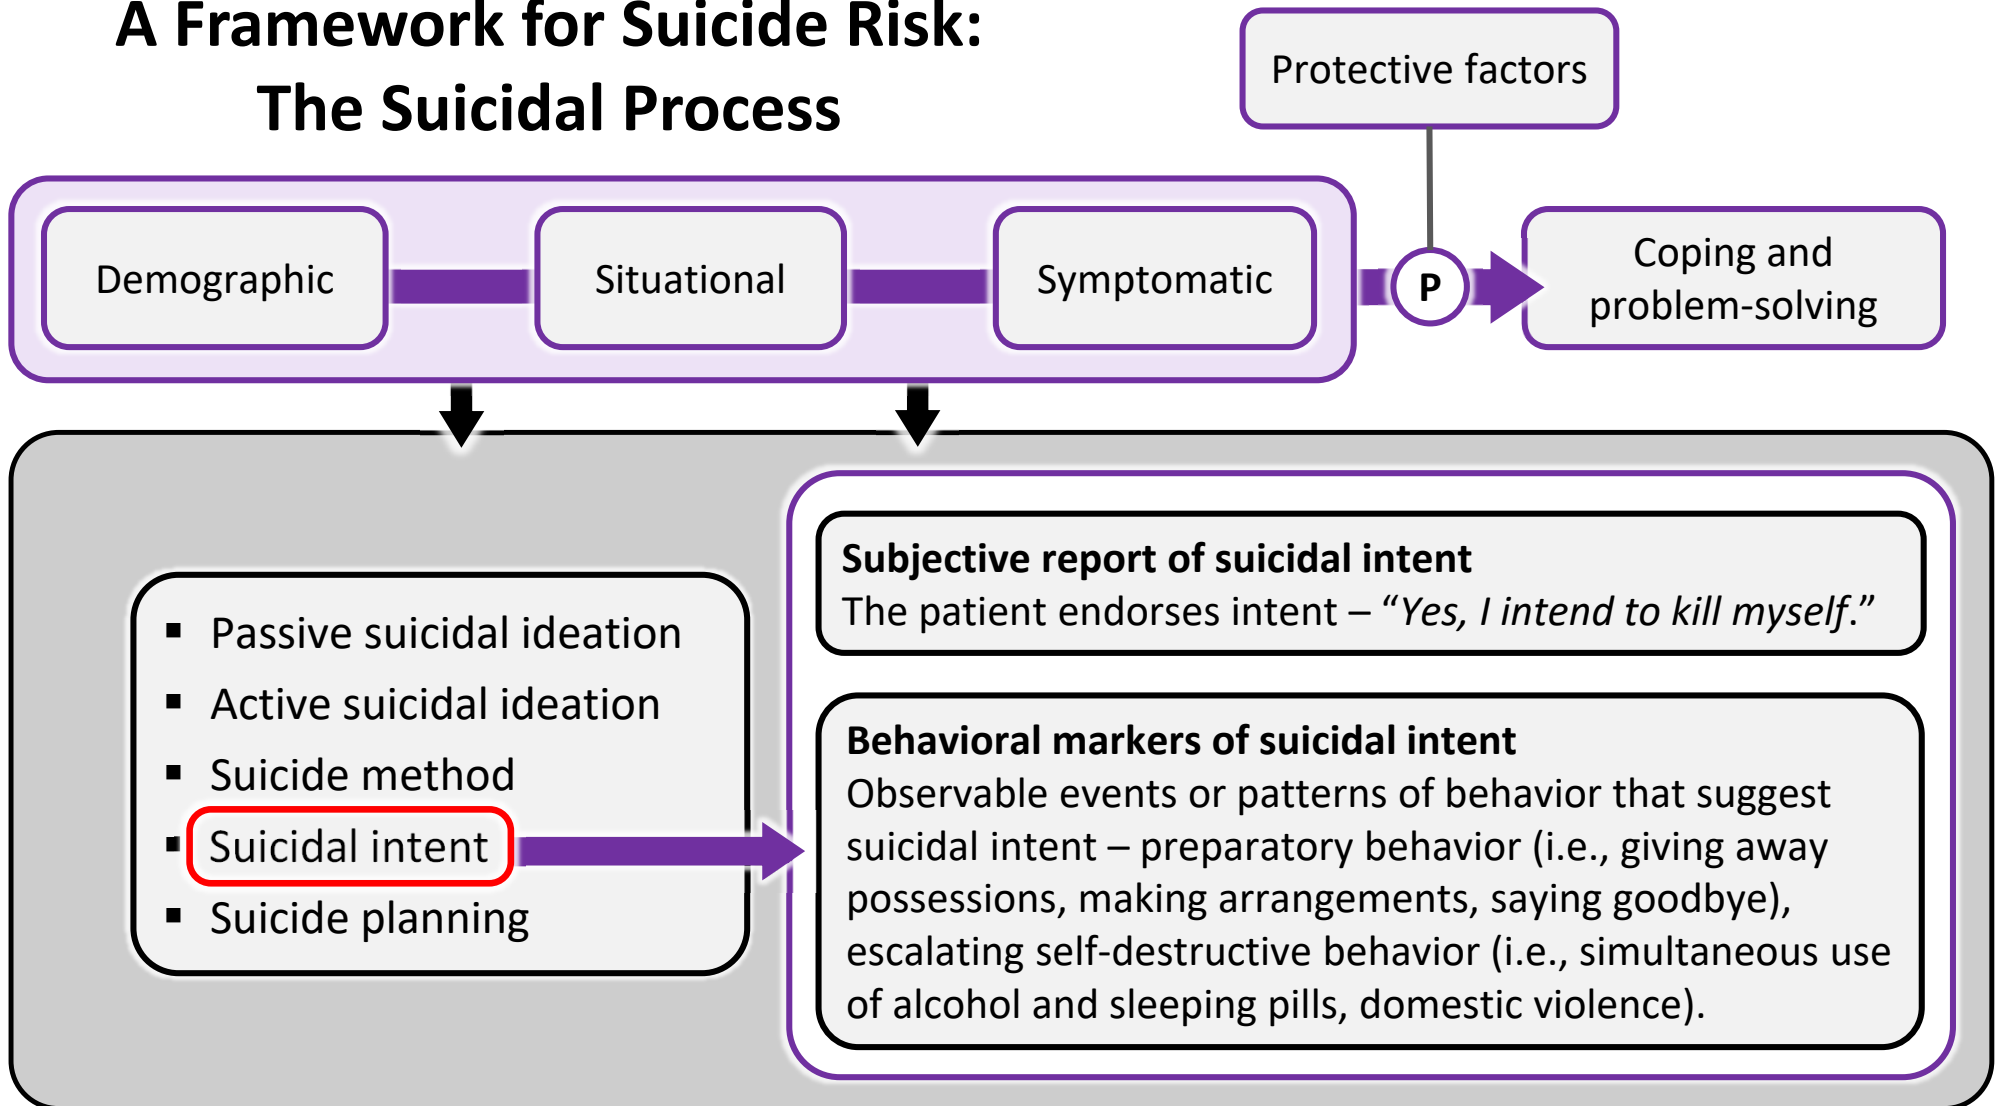 A Framework for Suicide Risk:
The Suicidal Process
Protective factors
Demographic
Situational
Symptomatic
P
Coping and
problem-solving
▪ Passive suicidal ideation
▪ Active suicidal ideation
▪ Suicide method
▪ Suicidal intent
▪ Suicide planning
Subjective report of suicidal intent
The patient endorses intent – “Yes, I intend to kill myself.”
Behavioral markers of suicidal intent
Observable events or patterns of behavior that suggest
suicidal intent – preparatory behavior (i.e., giving away
possessions, making arrangements, saying goodbye),
escalating self-destructive behavior (i.e., simultaneous use
of alcohol and sleeping pills, domestic violence).